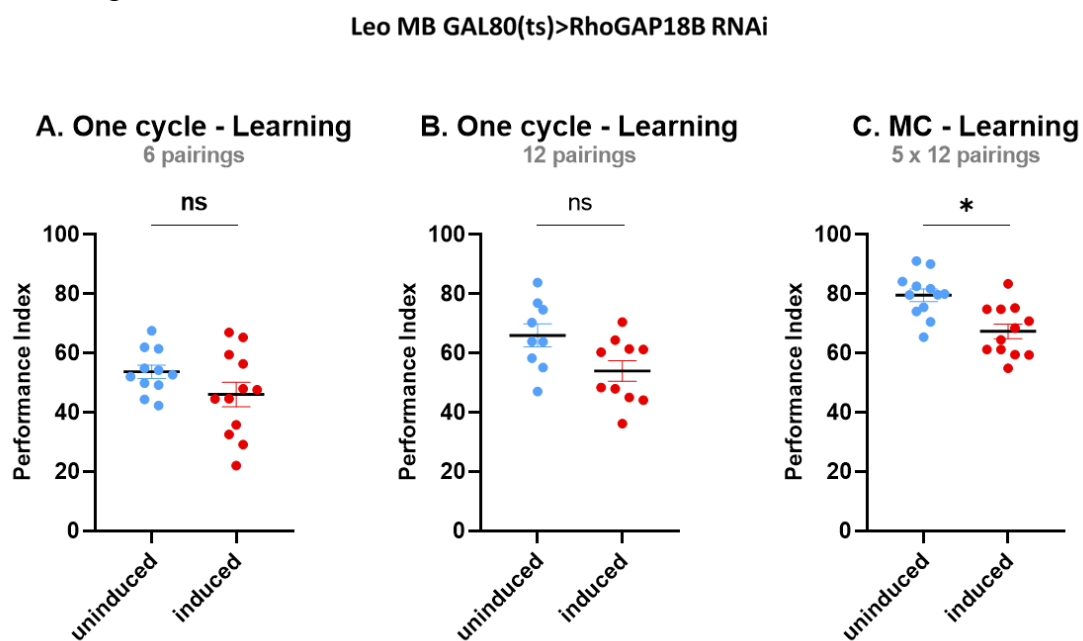 Leo MB GAL80(ts)>RhoGAP18B RNAi
A. One cycle - Learning
6 pairings
ns
100
80
60
40
20
0
Performance Index
uninduced
induced
B. One cycle - Learning
12 pairings
ns
100
80
60
40
20
0
Performance Index
uninduced
induced
C. MC - Learning
5 x 12 pairings
*
100
80
60
40
20
0
Performance Index
uninduced
induced